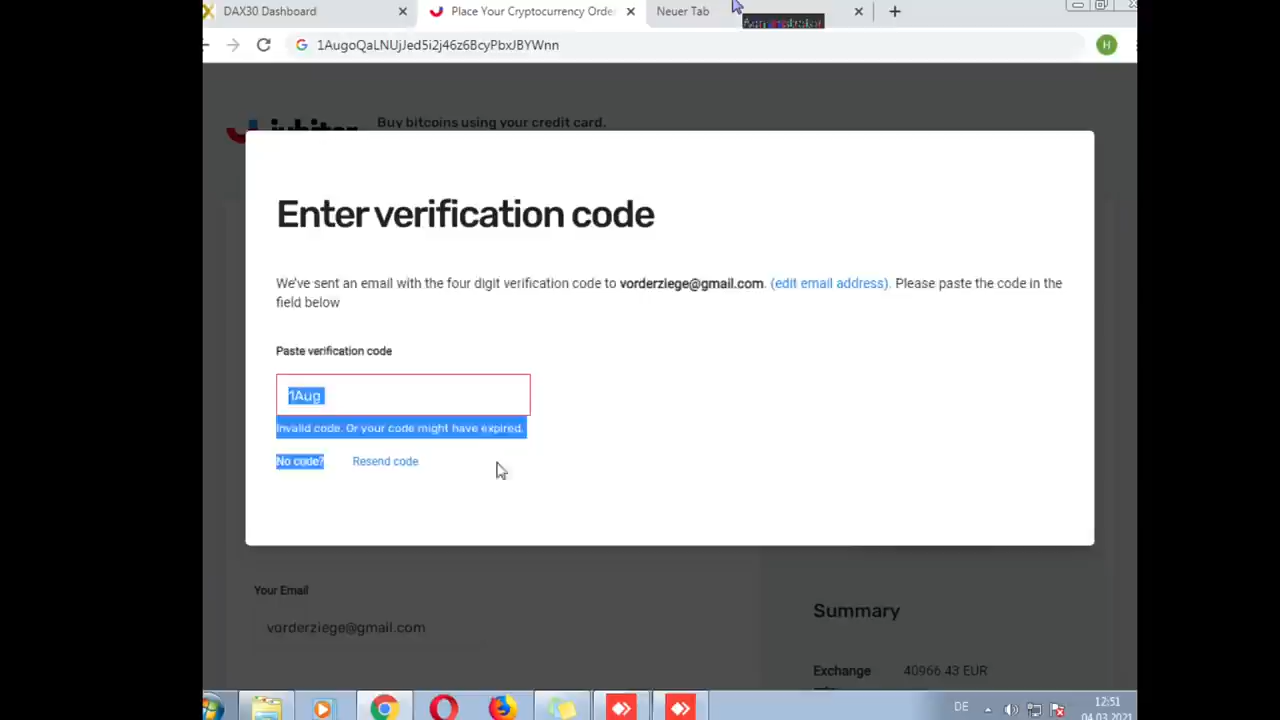 DAX30 Dashboard
Place Your Cryptocurrency Orde
Neuer Tab
1AugoQaLNUjJed5i2j46z6BcyPbxJBYWnn
H
Buy bitcoins using your credit card.
Enter verification code
We've sent an email with the four digit verification code to vorderziege@gmail.com. (edit email address). Please paste the code in the
field below
Paste verification code
1Aug
Invalid code. Or your code might have expired.
No code? Resend code
Your Email
vorderziege@gmail.com
Summary
Exchange 40966.43 EUR
DE
12:51
04.03.2021